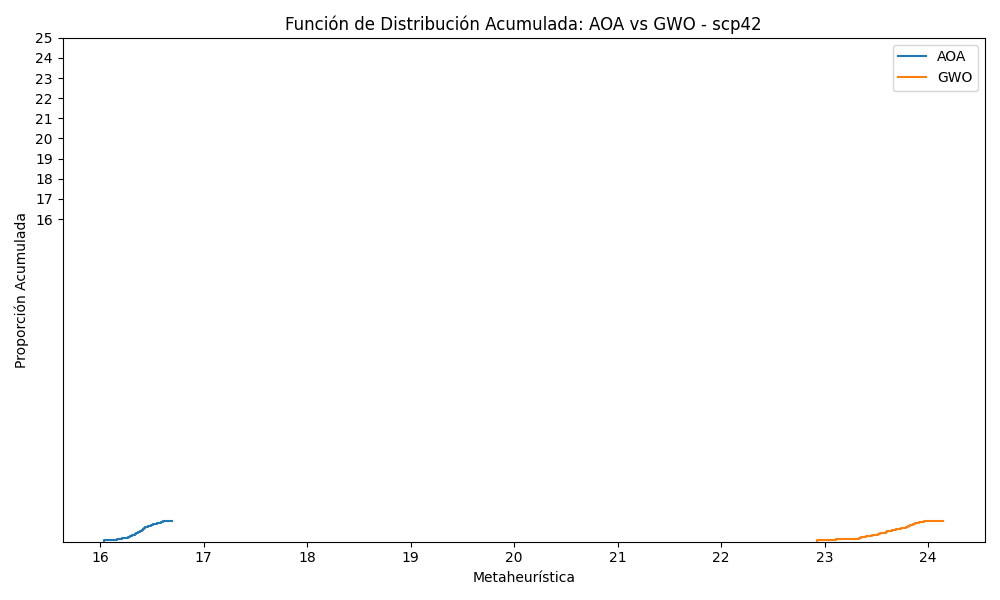 Función de Distribución Acumulada: AOA vs GWO - scp42
AOA
GWO
25
24
23
22
21
20
19
18
17
16
Proporción Acumulada
16 17 18 19 20 21 22 23 24
Metaheurística